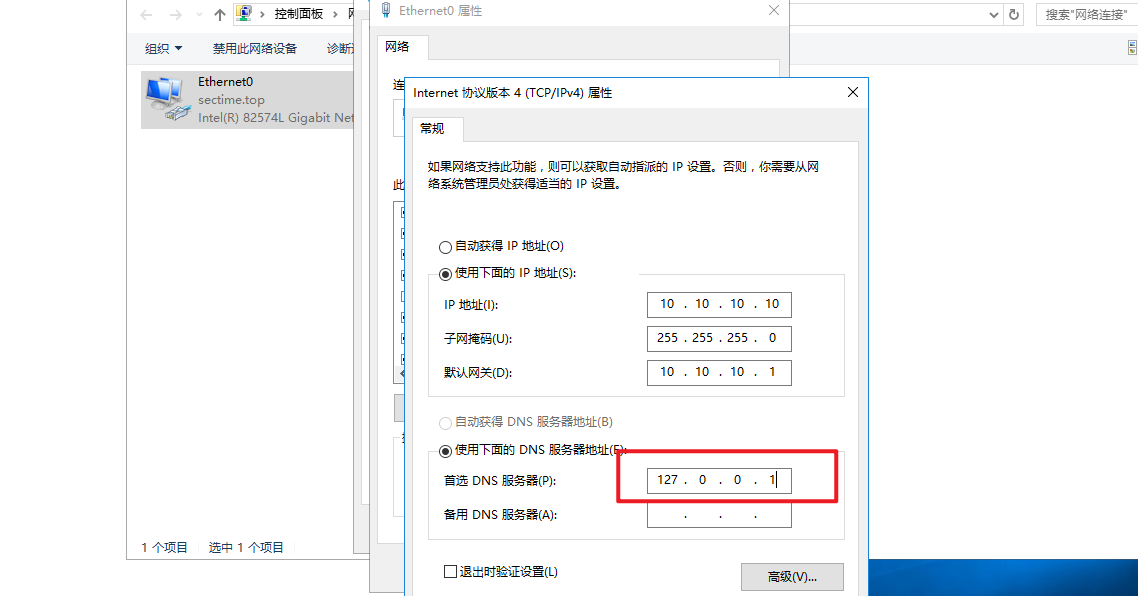 控制面板
搜索"网络连接"
组织
禁用此网络设备
诊断
Ethernet0
sectime.top
Intel(R) 82574L Gigabit Net
1 个项目
选中 1 个项目
Ethernet0 属性
网络
连
此
Internet 协议版本 4 (TCP/IPv4) 属性
常规
如果网络支持此功能，则可以获取自动指派的 IP 设置。否则，你需要从网
络系统管理员处获得适当的 IP 设置。
自动获得 IP 地址(O)
使用下面的 IP 地址(S):
IP 地址(I): 10 . 10 . 10 . 10
子网掩码(U): 255 . 255 . 255 . 0
默认网关(D): 10 . 10 . 10 . 1
自动获得 DNS 服务器地址(B)
使用下面的 DNS 服务器地址(E):
首选 DNS 服务器(P): 127 . 0 . 0 . 1
备用 DNS 服务器(A): . . .
退出时验证设置(L)
高级(V)...